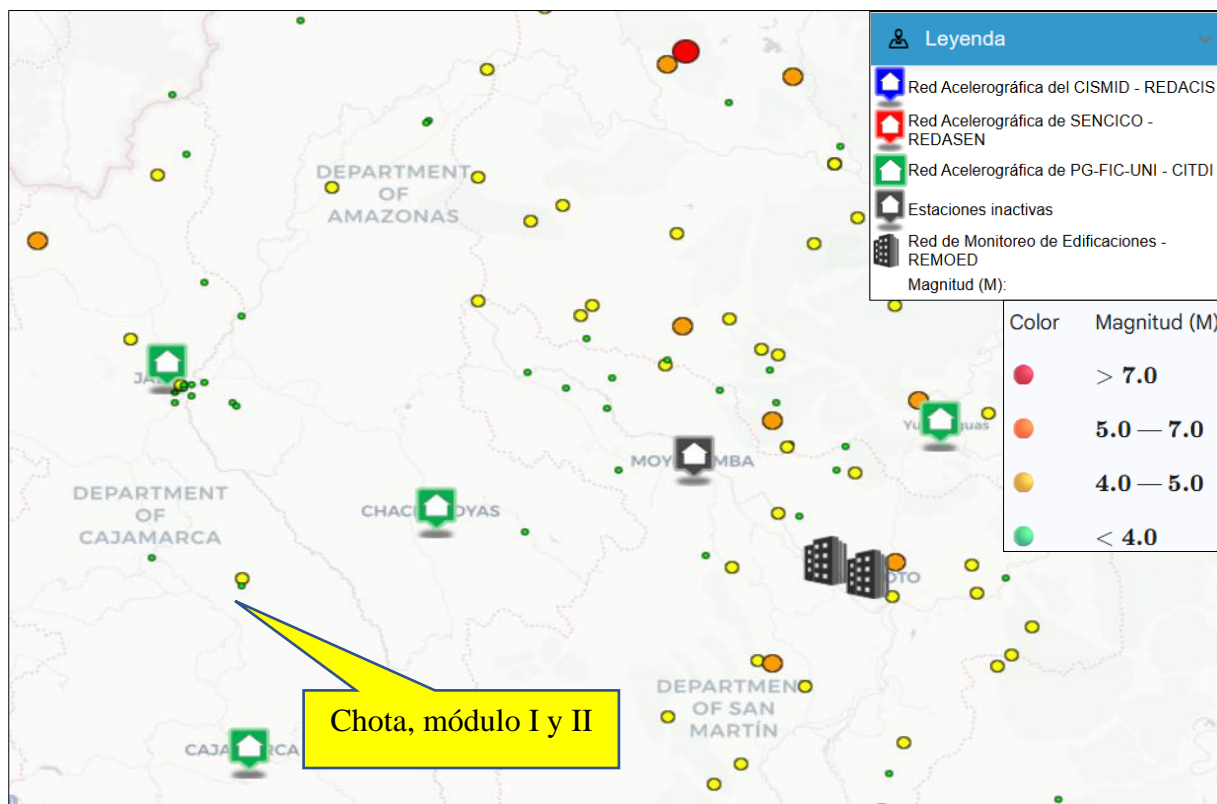 Leyenda
Red Acelerográfica del CISMID - REDACIS
Red Acelerográfica de SENCICO -
REDASEN
Red Acelerográfica de PG-FIC-UNI - CITDI
Estaciones inactivas
Red de Monitoreo de Edificaciones -
REMOED
Magnitud (M):
Color Magnitud (M)
> 7.0
5.0 — 7.0
4.0 — 5.0
< 4.0
DEPARTMENT
OF
AMAZONAS
DEPARTMENT
OF
CAJAMARCA
DEPARTMEN
OF SAN
MARTÍN
Chota, módulo I y II